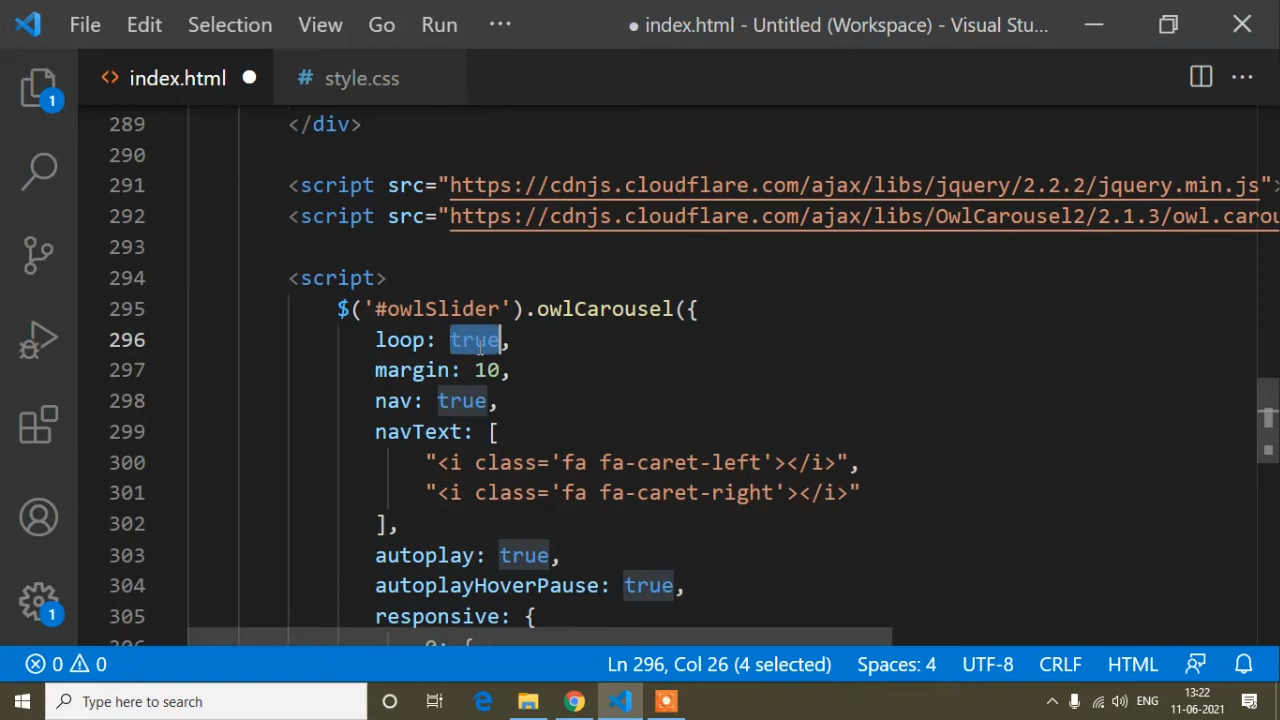 File Edit Selection View Go Run ··· ● index.html - Untitled (Workspace) - Visual Stu...
<> index.html ● # style.css ···
1
289 </div>
290
291 <script src="https://cdnjs.cloudflare.com/ajax/libs/jquery/2.2.2/jquery.min.js">
292 <script src="https://cdnjs.cloudflare.com/ajax/libs/OwlCarousel2/2.1.3/owl.carou
293
294 <script>
295 $('#owlSlider').owlCarousel({
296 loop: true,
297 margin: 10,
298 nav: true,
299 navText: [
300 "<i class='fa fa-caret-left'></i>",
301 "<i class='fa fa-caret-right'></i>"
302 ],
303 autoplay: true,
304 autoplayHoverPause: true,
305 responsive: {
306 0: {
1
0 0 Ln 296, Col 26 (4 selected) Spaces: 4 UTF-8 CRLF HTML
Type here to search ENG 13:22
11-06-2021